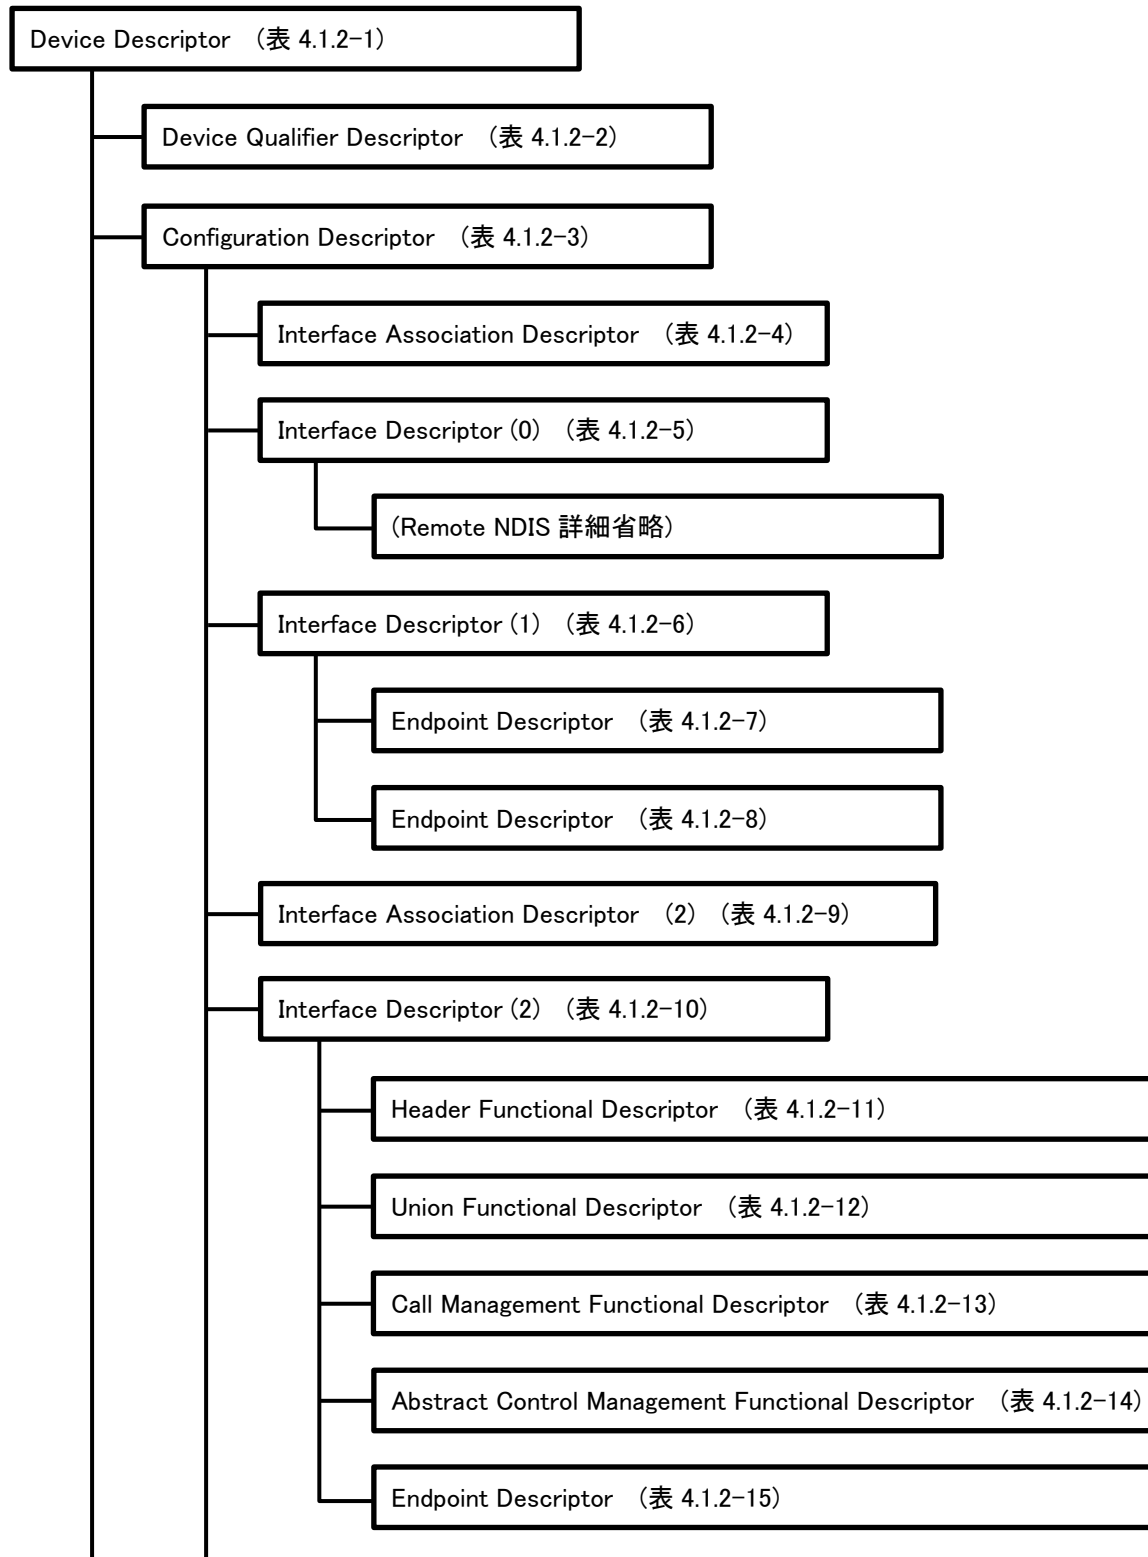 Device Descriptor （表 4.1.2-1）
Device Qualifier Descriptor （表 4.1.2-2）
Configuration Descriptor （表 4.1.2-3）
Interface Association Descriptor （表 4.1.2-4）
Interface Descriptor (0) （表 4.1.2-5）
(Remote NDIS 詳細省略)
Interface Descriptor (1) （表 4.1.2-6）
Endpoint Descriptor （表 4.1.2-7）
Endpoint Descriptor （表 4.1.2-8）
Interface Association Descriptor （2）（表 4.1.2-9）
Interface Descriptor (2) （表 4.1.2-10）
Header Functional Descriptor （表 4.1.2-11）
Union Functional Descriptor （表 4.1.2-12）
Call Management Functional Descriptor （表 4.1.2-13）
Abstract Control Management Functional Descriptor （表 4.1.2-14）
Endpoint Descriptor （表 4.1.2-15）